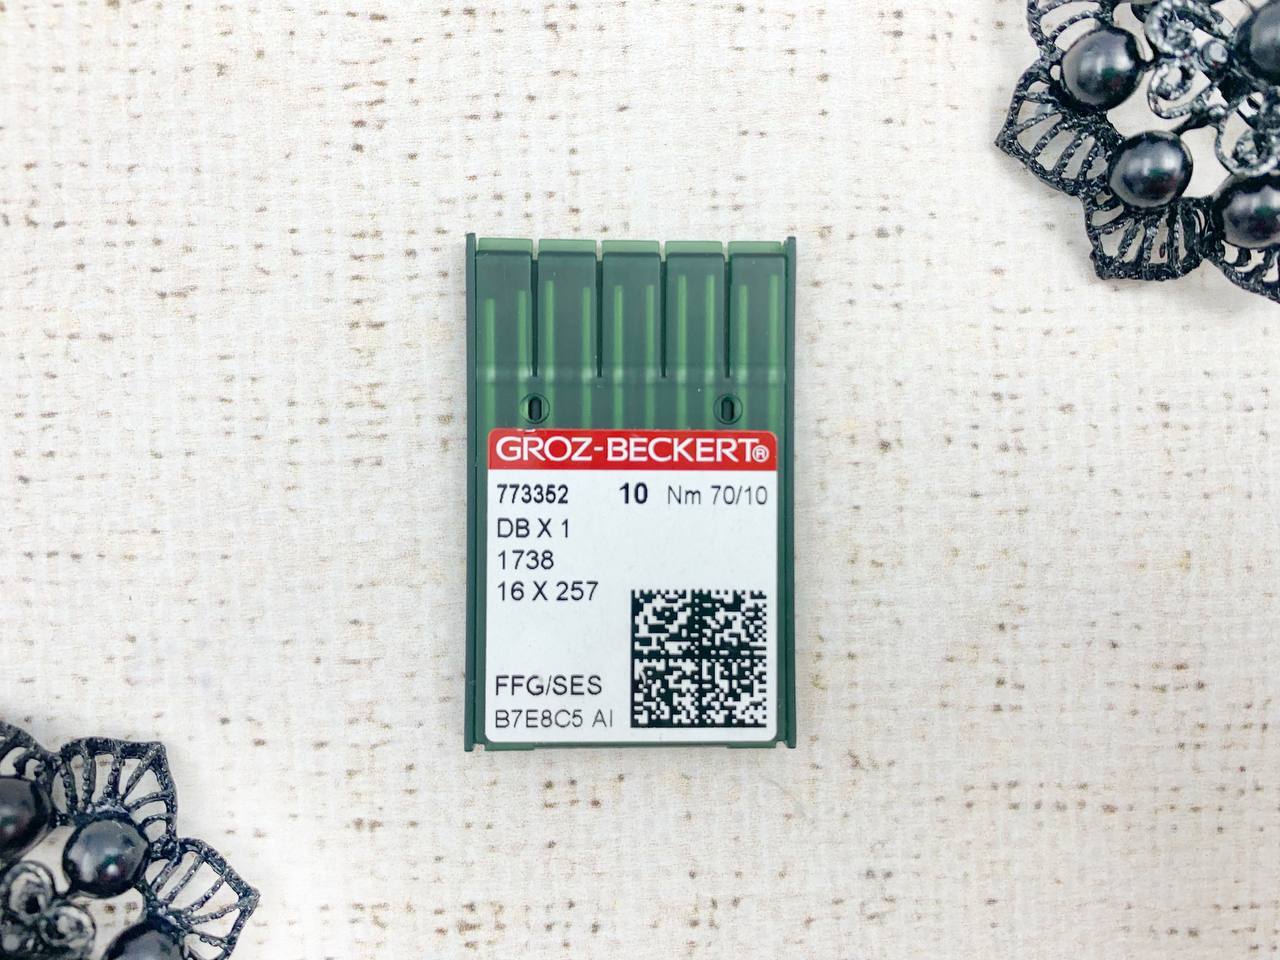 GROZ-BECKERT®
773352 10 Nm 70/10
DB X 1
1738
16 X 257
FFG/SES
B7E8C5 AI